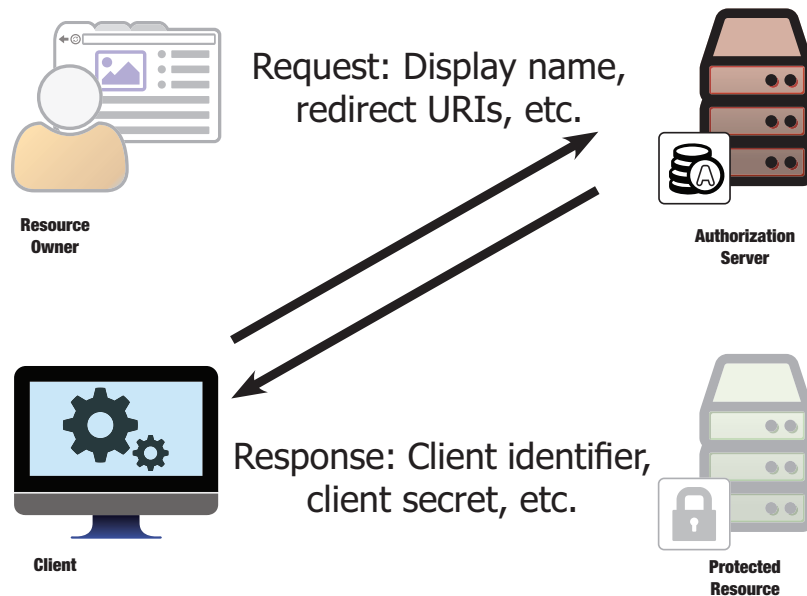 Request: Display name,
redirect URIs, etc.
Resource
Owner
A
Authorization
Server
Response: Client identifier,
client secret, etc.
Client
Protected
Resource